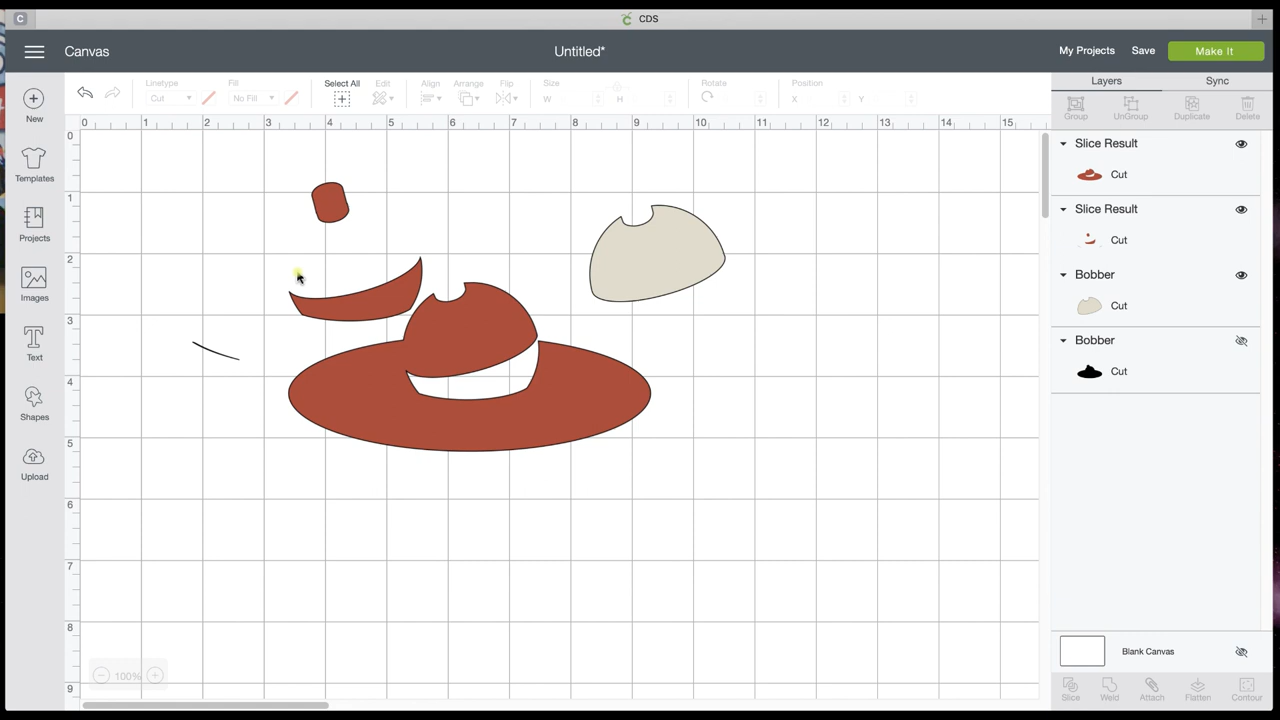 C
CDS
Canvas
Untitled*
My Projects
Save
Make It
Linetype
Cut
Fill
No Fill
Select All
Edit
Align
Arrange
Flip
Size
W
H
Rotate
Position
X
Y
Layers
Sync
Group
UnGroup
Duplicate
Delete
New
Templates
Projects
Images
Text
Shapes
Upload
0 1 2 3 4 5 6 7 8 9 10 11 12 13 14 15
0
1
2
3
4
5
6
7
8
9
Slice Result
Cut
Slice Result
Cut
Bobber
Cut
Bobber
Cut
100%
Blank Canvas
Slice
Weld
Attach
Flatten
Contour